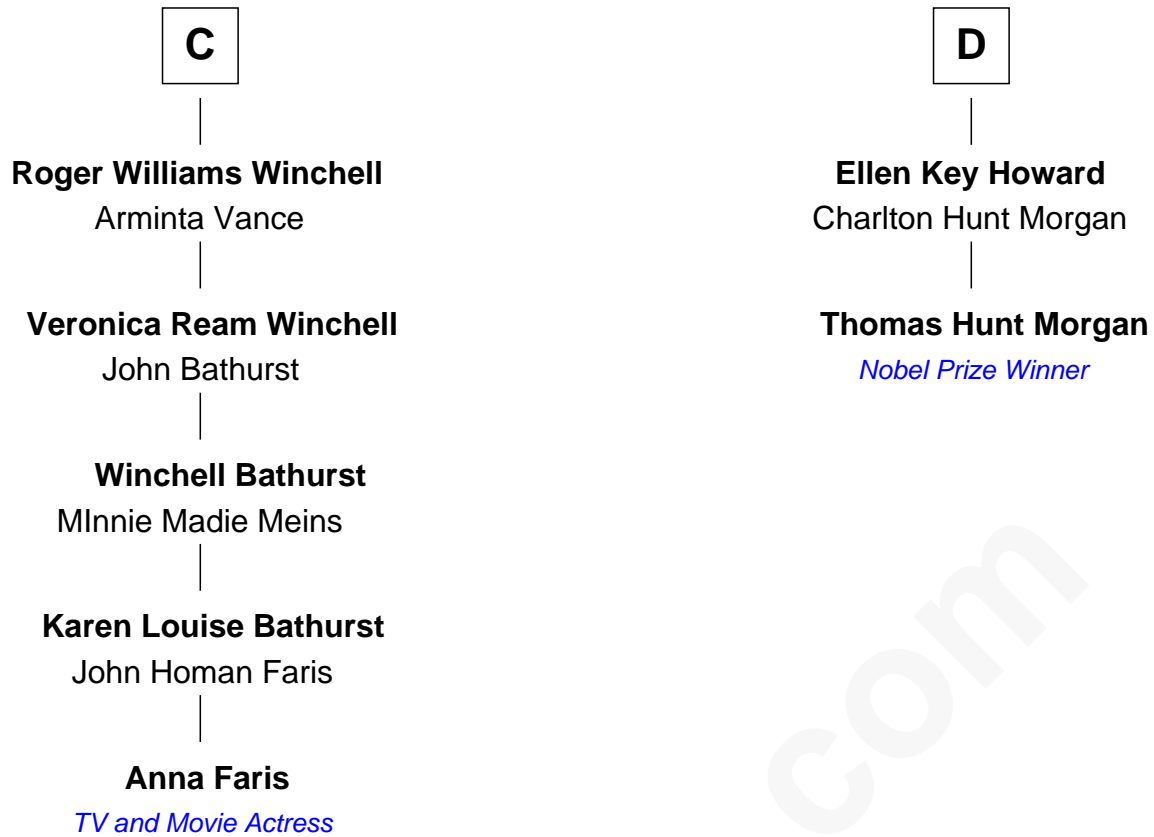 C
Roger Williams Winchell
Arminta Vance
Veronica Ream Winchell
John Bathurst
Winchell Bathurst
MInnie Madie Meins
Karen Louise Bathurst
John Homan Faris
Anna Faris
TV and Movie Actress
D
Ellen Key Howard
Charlton Hunt Morgan
Thomas Hunt Morgan
Nobel Prize Winner
com